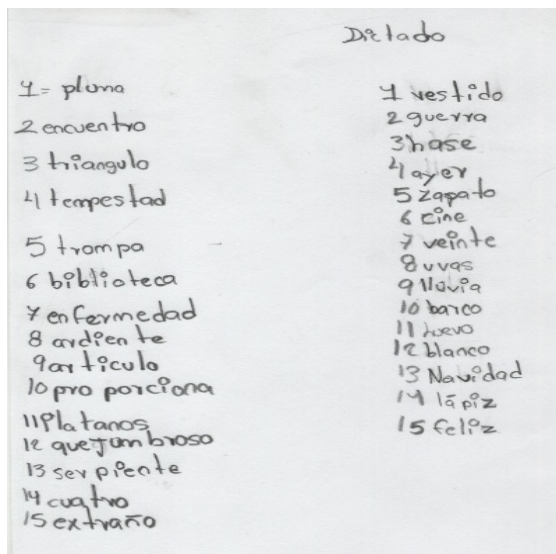 Dictado
1= pluma
2 encuentro
3 triangulo
4 tempestad
5 trompa
6 biblioteca
7 enfermedad
8 ardiente
9 articulo
10 pro porciona
11 Platanos
12 quejumbroso
13 ser piente
14 cuatro
15 extraño
1 vestido
2 guerra
3 hase
4 ayer
5 zapato
6 cine
7 veinte
8 uvas
9 lluvia
10 barco
11 huevo
12 blanco
13 Navidad
14 lápiz
15 feliz